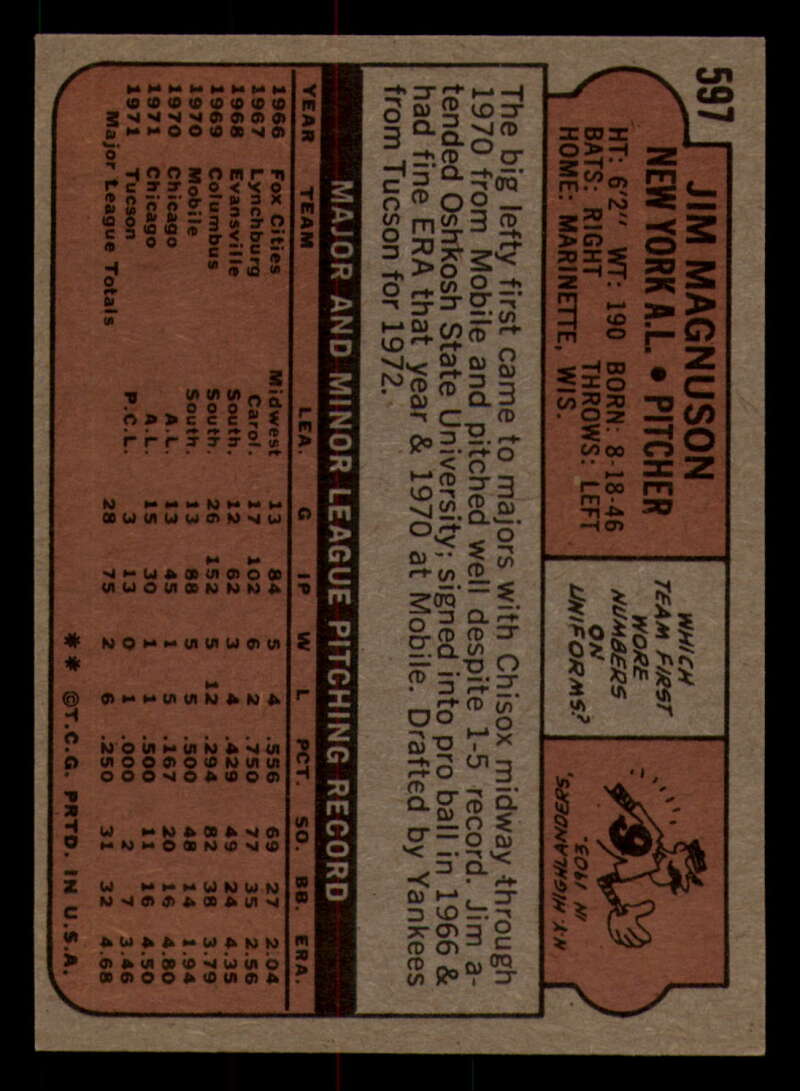 597
JIM MAGNUSON
NEW YORK A.L. • PITCHER
HT: 6'2" WT: 190 BORN: 8-18-46
BATS: RIGHT THROWS: LEFT
HOME: MARINETTE, WIS.
WHICH
TEAM FIRST
WORE
NUMBERS
ON
UNIFORMS?
9
N.Y. HIGHLANDERS,
IN 1903.
The big lefty first came to majors with Chisox midway through
1970 from Mobile and pitched well despite 1-5 record. Jim a-
tended Oshkosh State University; signed into pro ball in 1966 &
had fine ERA that year & 1970 at Mobile. Drafted by Yankees
from Tucson for 1972.
MAJOR AND MINOR LEAGUE PITCHING RECORD
YEAR TEAM LEA. G IP W L PCT. SO. BB. ERA.
1966 Fox Cities Midwest 13 84 5 4 .556 69 27 2.04
1967 Lynchburg Carol. 17 102 6 2 .750 77 35 2.56
1968 Evansville South. 12 62 3 4 .429 49 24 4.35
1969 Columbus South. 26 152 5 12 .294 82 38 3.79
1970 Mobile South. 13 88 5 5 .500 48 14 1.94
1970 Chicago A.L. 13 45 1 5 .167 20 16 4.80
1971 Chicago A.L. 15 30 1 1 .500 11 16 4.50
1971 Tucson P.C.L. 3 13 0 1 .000 2 7 3.46
Major League Totals 28 75 2 6 .250 31 32 4.68
** ©T.C.G. PRTD. IN U.S.A.